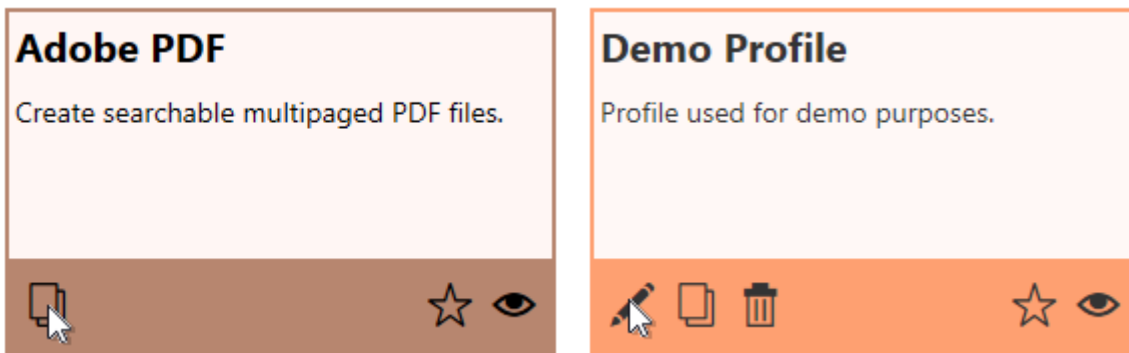 Adobe PDF
Create searchable multipaged PDF files.
Demo Profile
Profile used for demo purposes.